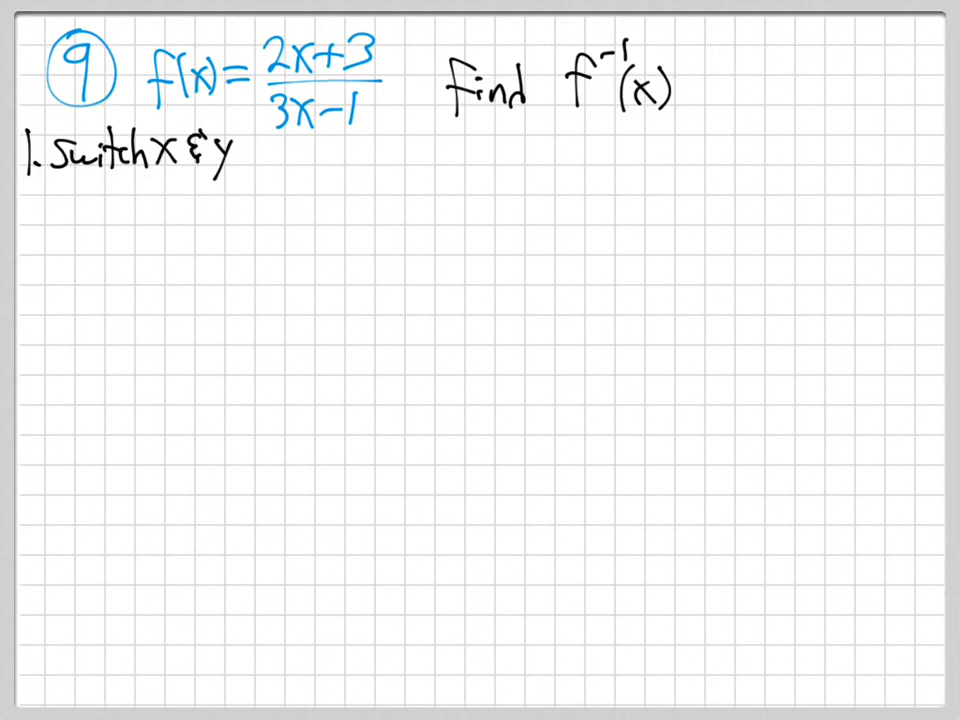 9 f(x) = (2x+3)/(3x-1) find f⁻¹(x)
1. Switch x & y